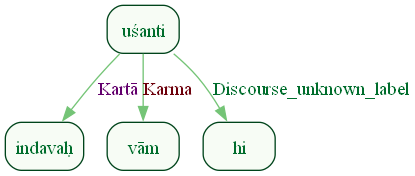 uśanti
Kartā Karma Discourse_unknown_label
indavaḥ vām hi